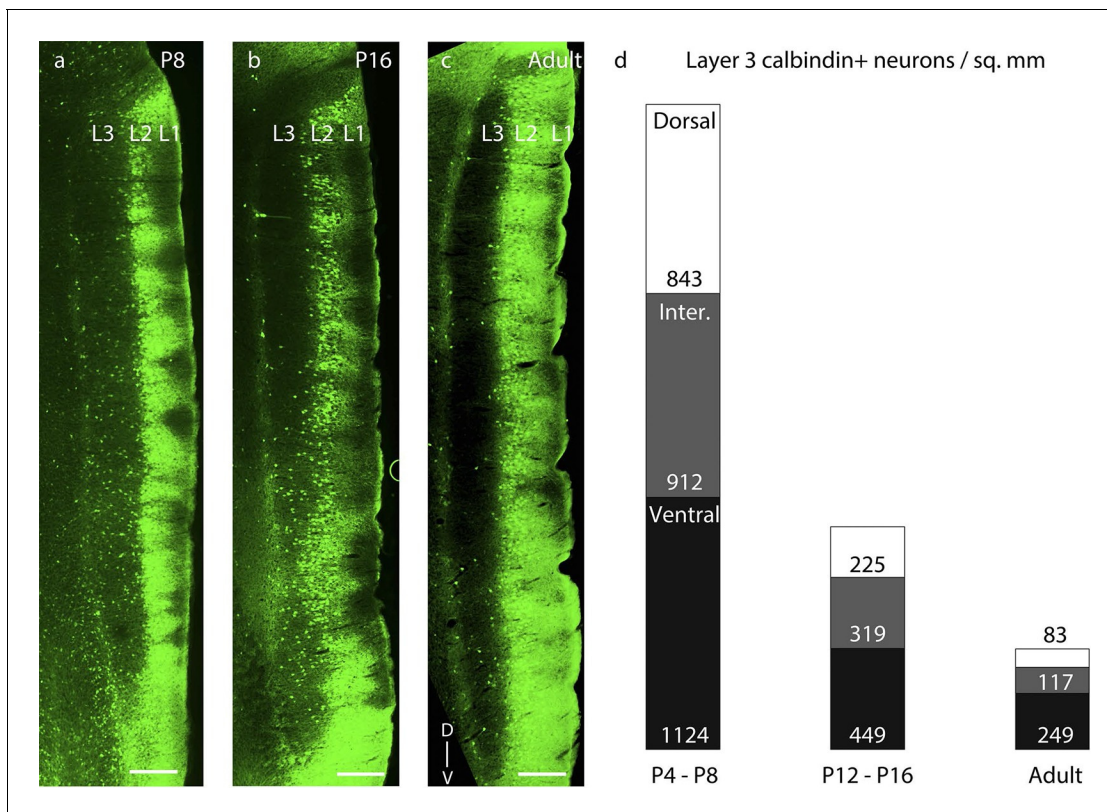 a
P8
L3 L2 L1
b
P16
L3 L2 L1
c
Adult
L3 L2 L1
D
V
d
Layer 3 calbindin+ neurons / sq. mm
Dorsal
843
Inter.
912
Ventral
1124
P4 - P8
225
319
449
P12 - P16
83
117
249
Adult